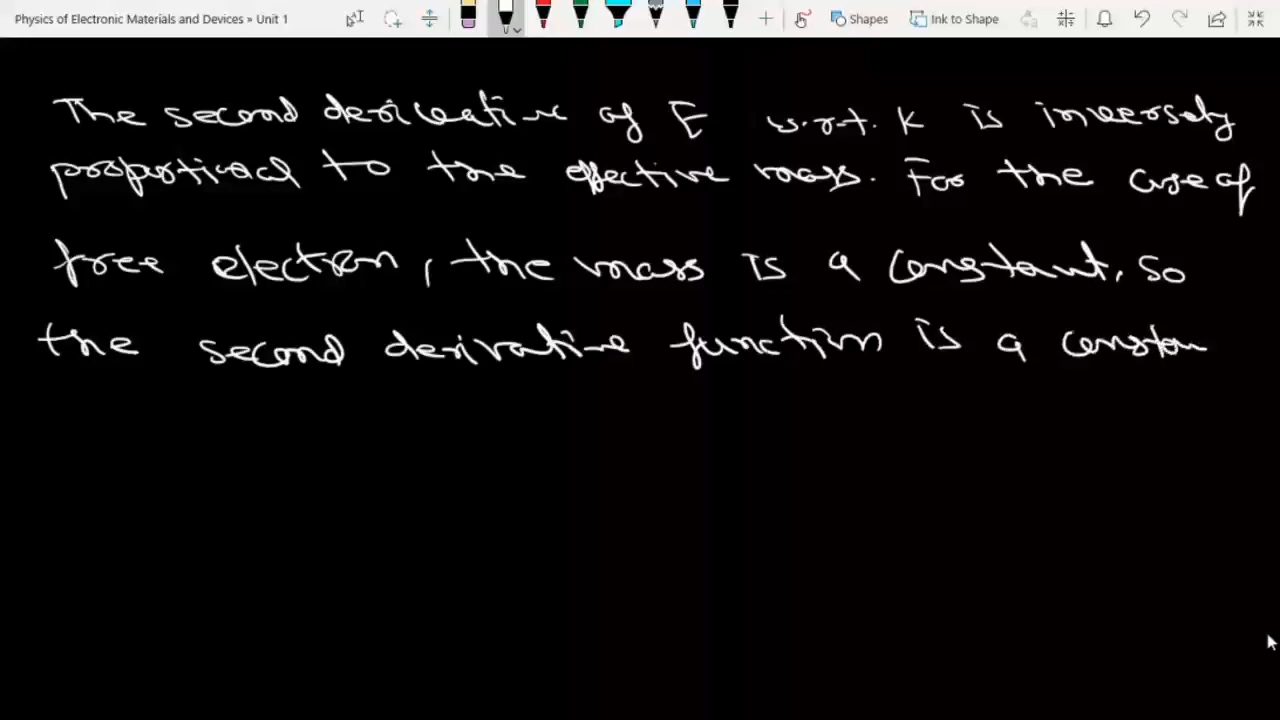 Physics of Electronic Materials and Devices » Unit 1
Shapes
Ink to Shape
The second derivative of E w.r.t. K is inversely
proportional to the effective mass. For the case of
free electron, the mass is a constant. So
the second derivative function is a constan